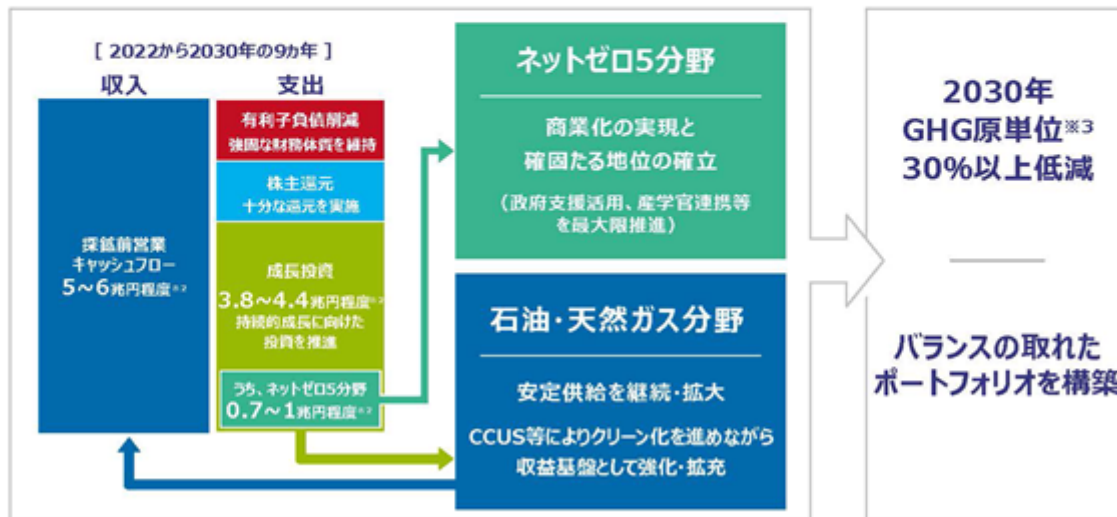 [ 2022から2030年の9カ年 ]
収入
支出
有利子負債削減
強固な財務体質を維持
株主還元
十分な還元を実施
探鉱前営業
キャッシュフロー
5~6兆円程度※2
成長投資
3.8~4.4兆円程度※2
持続的成長に向けた
投資を推進
うち、ネットゼロ5分野
0.7~1兆円程度※2
ネットゼロ5分野
商業化の実現と
確固たる地位の確立
(政府支援活用、産学官連携等
を最大限推進)
石油・天然ガス分野
安定供給を継続・拡大
CCUS等によりクリーン化を進めながら
収益基盤として強化・拡充
2030年
GHG原単位※3
30%以上低減
バランスの取れた
ポートフォリオを構築